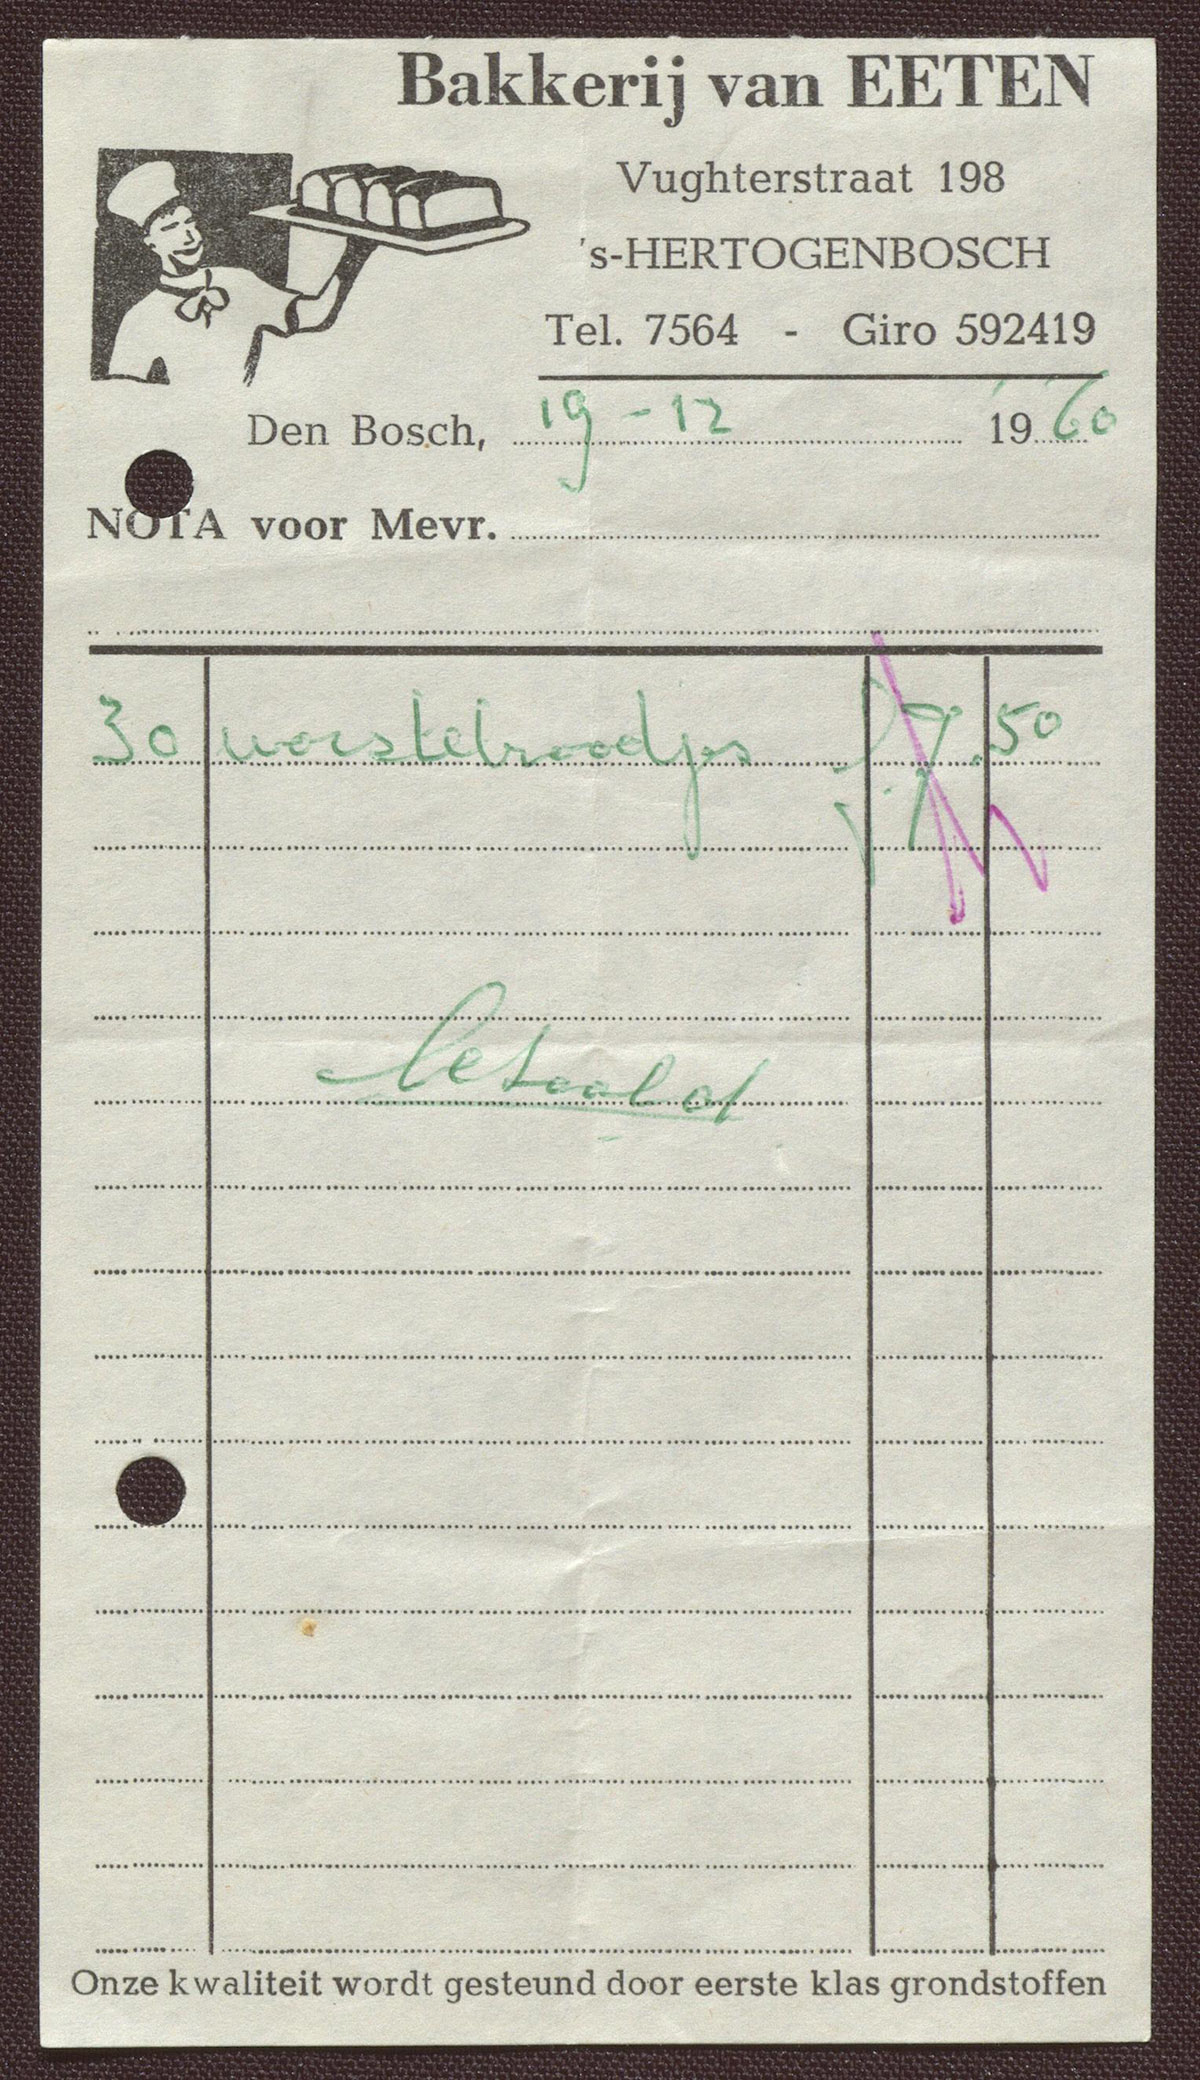 Bakkerij van EETEN
Vughterstraat 198
's-HERTOGENBOSCH
Tel. 7564 - Giro 592419
Den Bosch, 19-12 1960
NOTA voor Mevr.
30 worstebroodjes 7.50
betaald
Onze kwaliteit wordt gesteund door eerste klas grondstoffen